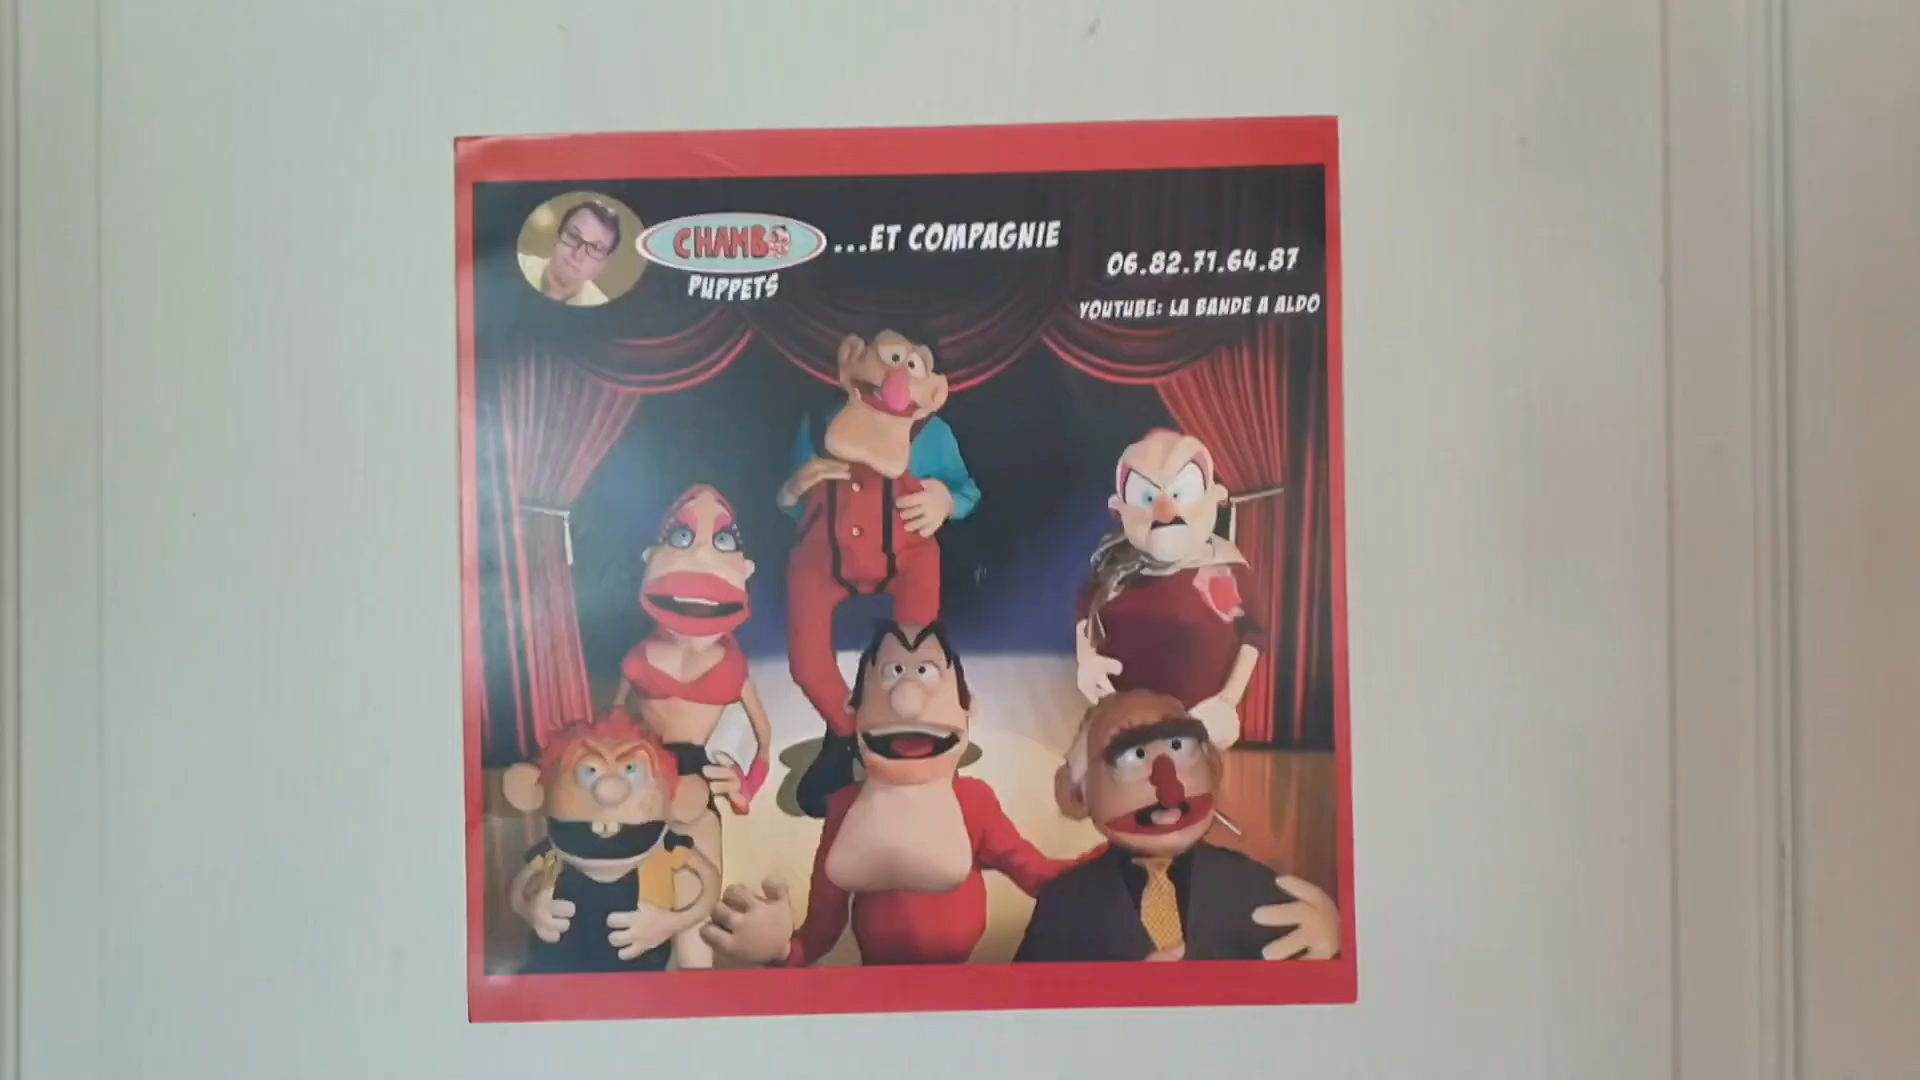 CHAMBO ...ET COMPAGNIE
PUPPETS
06.82.71.64.87
YOUTUBE: LA BANDE A ALDO